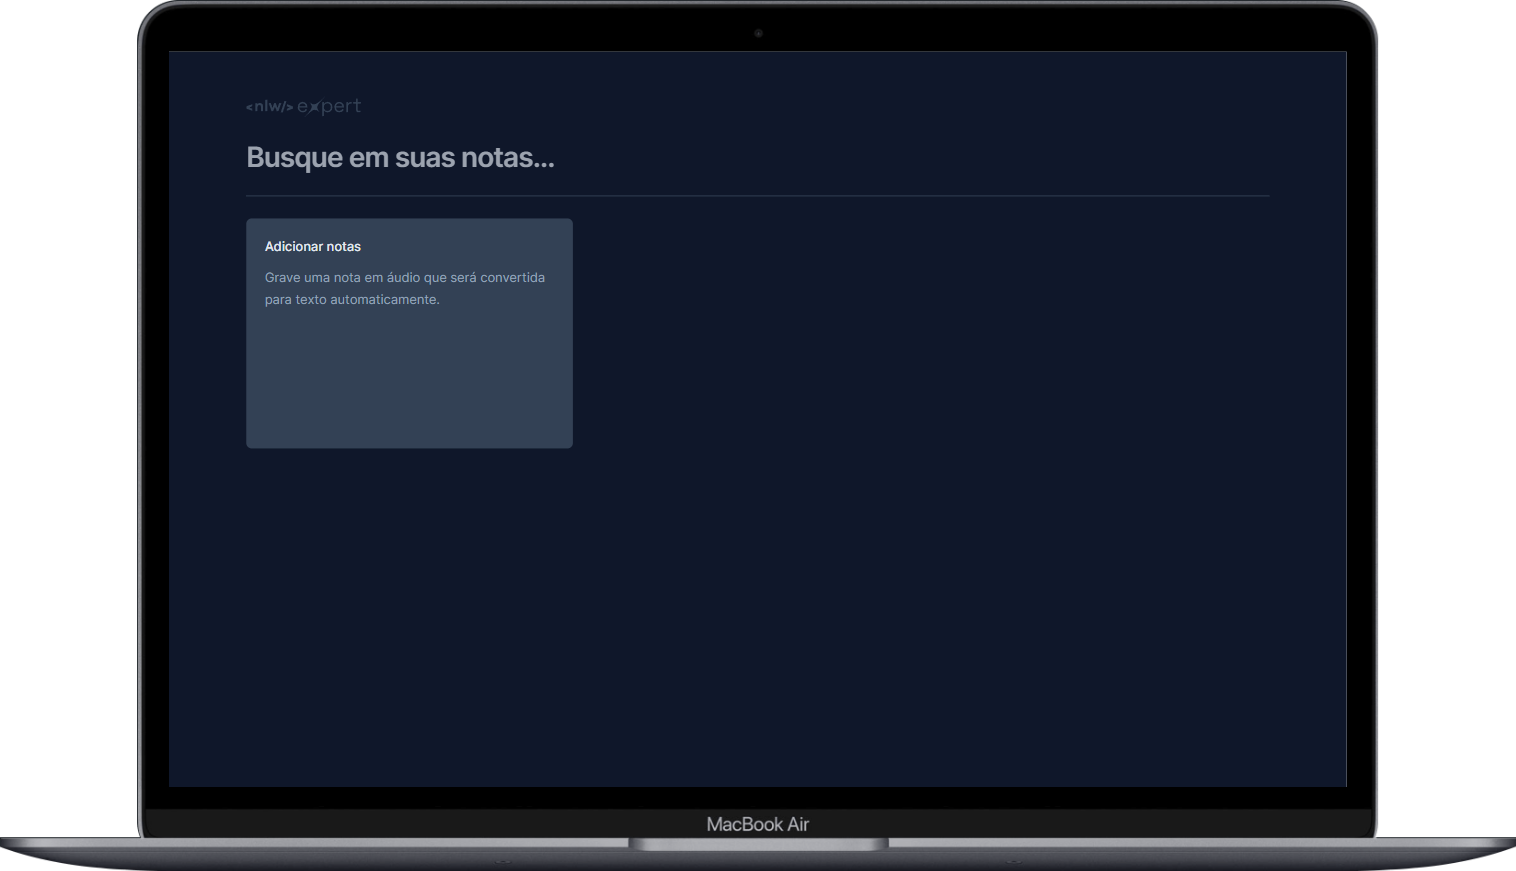 <nlw/> expert
Busque em suas notas...
Adicionar notas
Grave uma nota em áudio que será convertida
para texto automaticamente.
MacBook Air